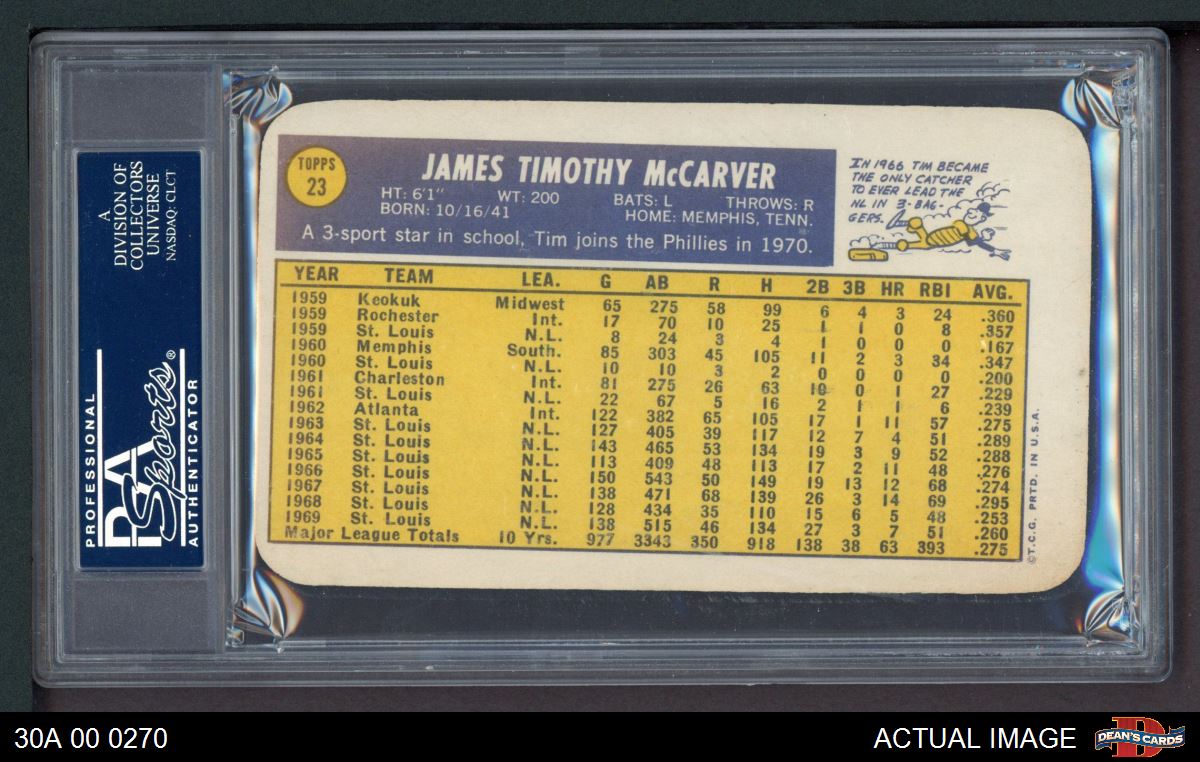 A
DIVISION OF
COLLECTORS
UNIVERSE
NASDAQ: CLCT
PROFESSIONAL
PSA
Sports®
AUTHENTICATOR
TOPPS
23
JAMES TIMOTHY McCARVER
HT: 6'1" WT: 200 BATS: L THROWS: R
BORN: 10/16/41 HOME: MEMPHIS, TENN.
A 3-sport star in school, Tim joins the Phillies in 1970.
IN 1966 TIM BECAME
THE ONLY CATCHER
TO EVER LEAD THE
NL IN 3-BAG-
GERS.
YEAR TEAM LEA. G AB R H 2B 3B HR RBI AVG.
1959 Keokuk Midwest 65 275 58 99 6 4 3 24 .360
1959 Rochester Int. 17 70 10 25 1 1 0 8 .357
1959 St. Louis N.L. 8 24 3 4 1 0 0 0 .167
1960 Memphis South. 85 303 45 105 11 2 3 34 .347
1960 St. Louis N.L. 10 10 3 2 0 0 0 0 .200
1961 Charleston Int. 81 275 26 63 10 0 1 27 .229
1961 St. Louis N.L. 22 67 5 16 2 1 1 6 .239
1962 Atlanta Int. 122 382 65 105 17 1 11 57 .275
1963 St. Louis N.L. 127 405 39 117 12 7 4 51 .289
1964 St. Louis N.L. 143 465 53 134 19 3 9 52 .288
1965 St. Louis N.L. 113 409 48 113 17 2 11 48 .276
1966 St. Louis N.L. 150 543 50 149 19 13 12 68 .274
1967 St. Louis N.L. 138 471 68 139 26 3 14 69 .295
1968 St. Louis N.L. 128 434 35 110 15 6 5 48 .253
1969 St. Louis N.L. 138 515 46 134 27 3 7 51 .260
Major League Totals 10 Yrs. 977 3343 350 918 138 38 63 393 .275
©T.C.G. PRTD. IN U.S.A.
30A 00 0270
ACTUAL IMAGE
DEAN'S CARDS